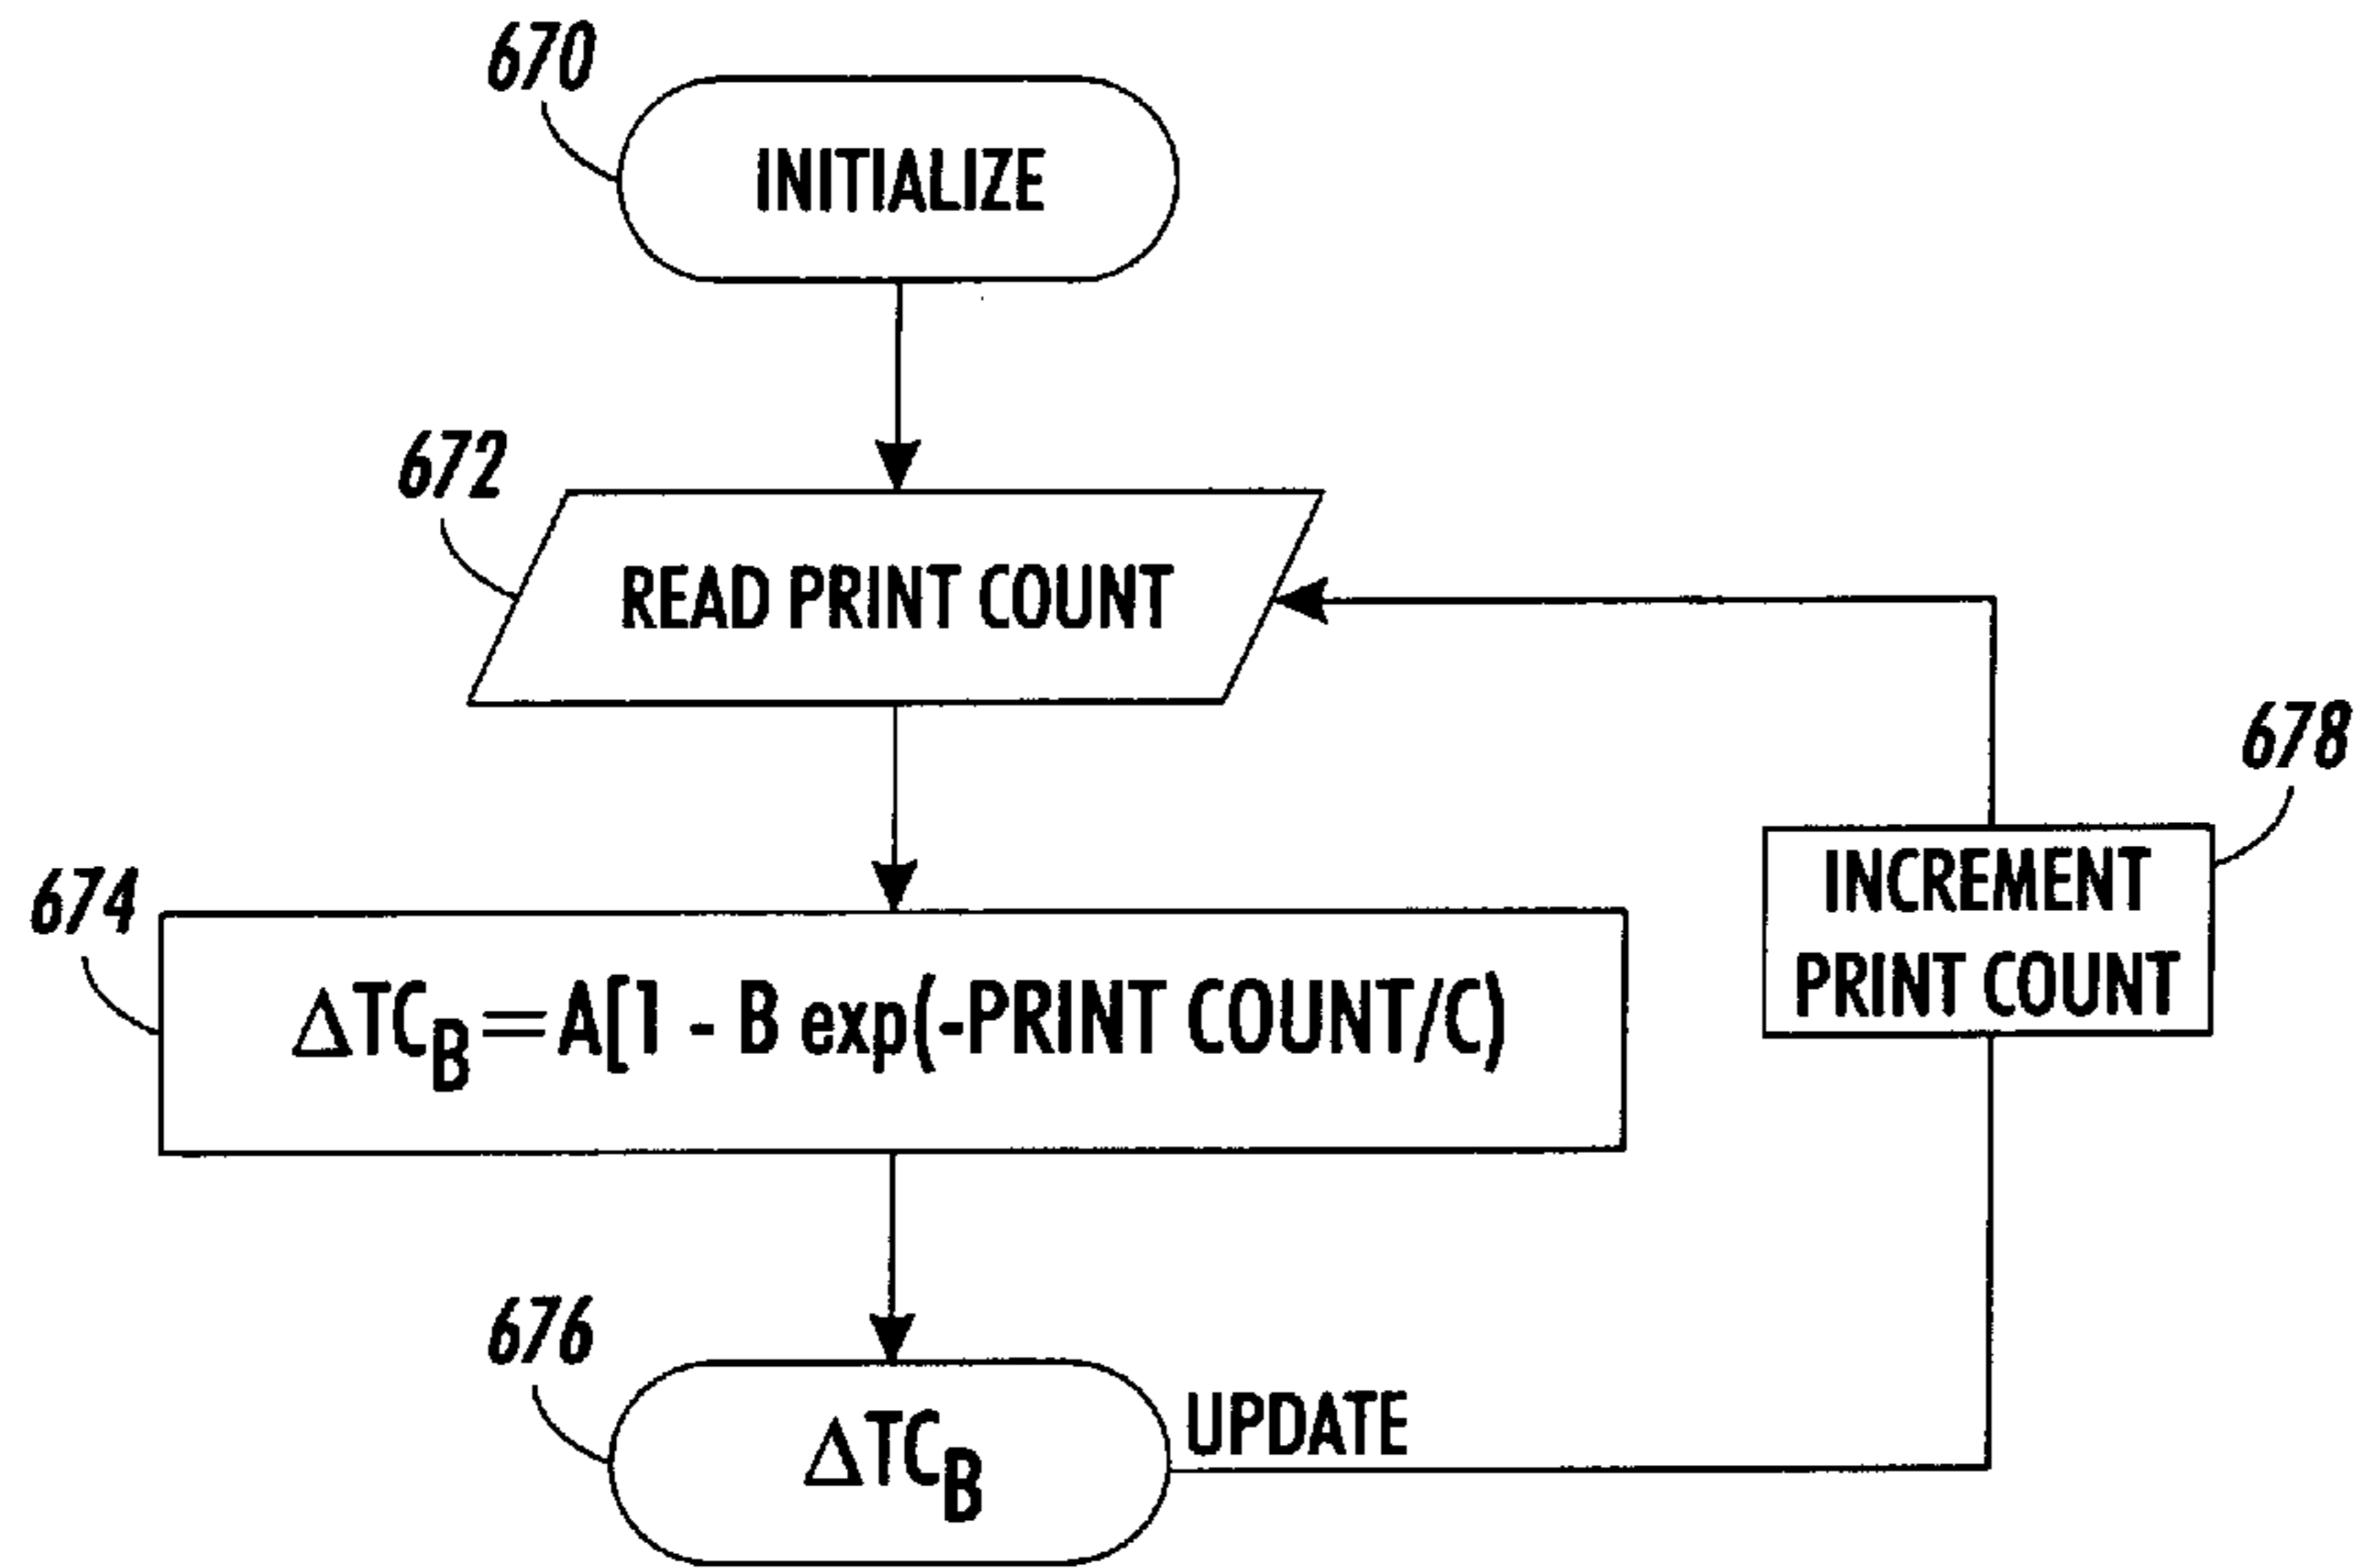 670
INITIALIZE
672
READ PRINT COUNT
678
INCREMENT
PRINT COUNT
674
ΔTC_B=A[1 - B exp(-PRINT COUNT/C)
676
ΔTC_B
UPDATE